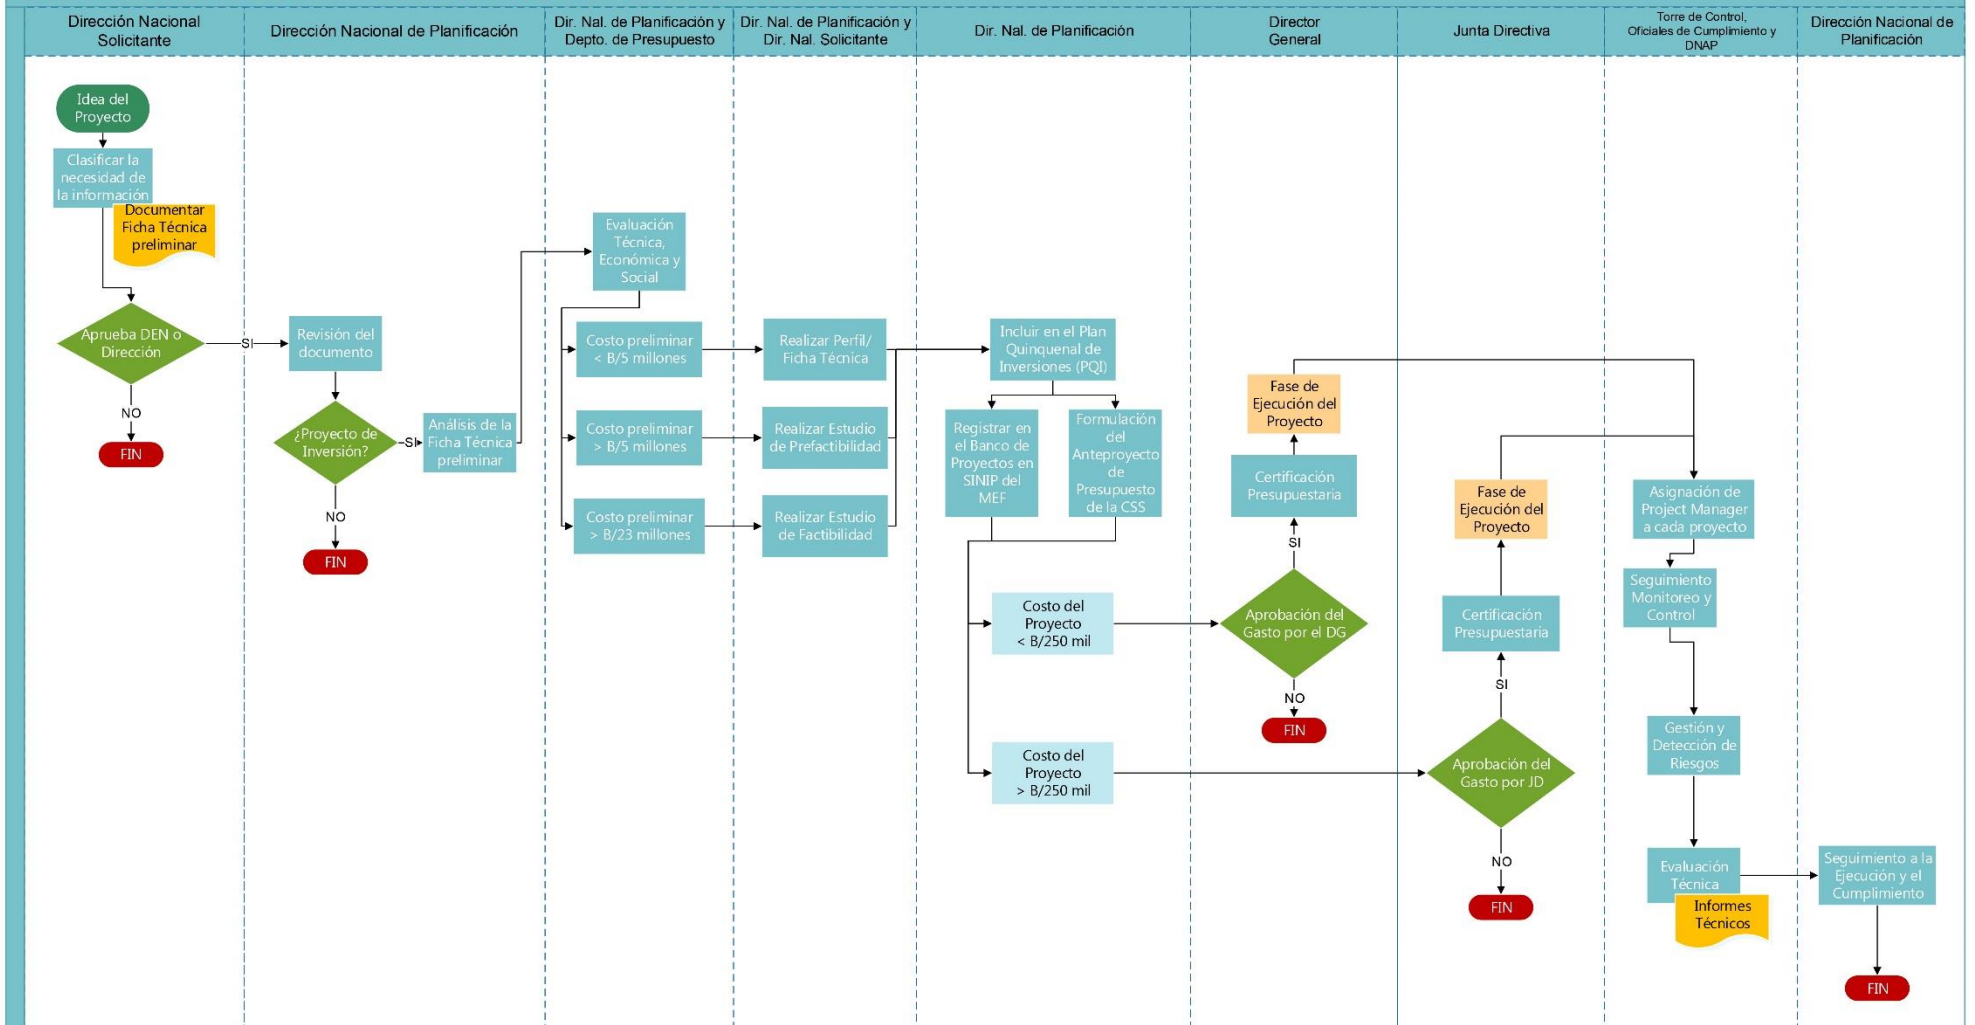 Dirección Nacional
Solicitante
Dirección Nacional de Planificación
Dir. Nal. de Planificación y
Depto. de Presupuesto
Dir. Nal. de Planificación y
Dir. Nal. Solicitante
Dir. Nal. de Planificación
Director
General
Junta Directiva
Torre de Control,
Oficiales de Cumplimiento y
DNAP
Dirección Nacional de
Planificación
Idea del
Proyecto
Clasificar la
necesidad de
la información
Documentar
Ficha Técnica
preliminar
Aprueba DEN o
Dirección
SI
NO
FIN
Revisión del
documento
¿Proyecto de
Inversión?
SI
NO
FIN
Análisis de la
Ficha Técnica
preliminar
Evaluación
Técnica,
Económica y
Social
Costo preliminar
< B/5 millones
Costo preliminar
> B/5 millones
Costo preliminar
> B/23 millones
Realizar Perfil/
Ficha Técnica
Realizar Estudio
de Prefactibilidad
Realizar Estudio
de Factibilidad
Incluir en el Plan
Quinquenal de
Inversiones (PQI)
Registrar en
el Banco de
Proyectos en
SINIP del
MEF
Formulación
del
Anteproyecto
de
Presupuesto
de la CSS
Costo del
Proyecto
< B/250 mil
Costo del
Proyecto
> B/250 mil
Fase de
Ejecución del
Proyecto
Certificación
Presupuestaria
SI
Aprobación del
Gasto por el DG
NO
FIN
Fase de
Ejecución del
Proyecto
Certificación
Presupuestaria
SI
Aprobación del
Gasto por JD
NO
FIN
Asignación de
Project Manager
a cada proyecto
Seguimiento
Monitoreo y
Control
Gestión y
Detección de
Riesgos
Evaluación
Técnica
Informes
Técnicos
Seguimiento a la
Ejecución y el
Cumplimiento
FIN